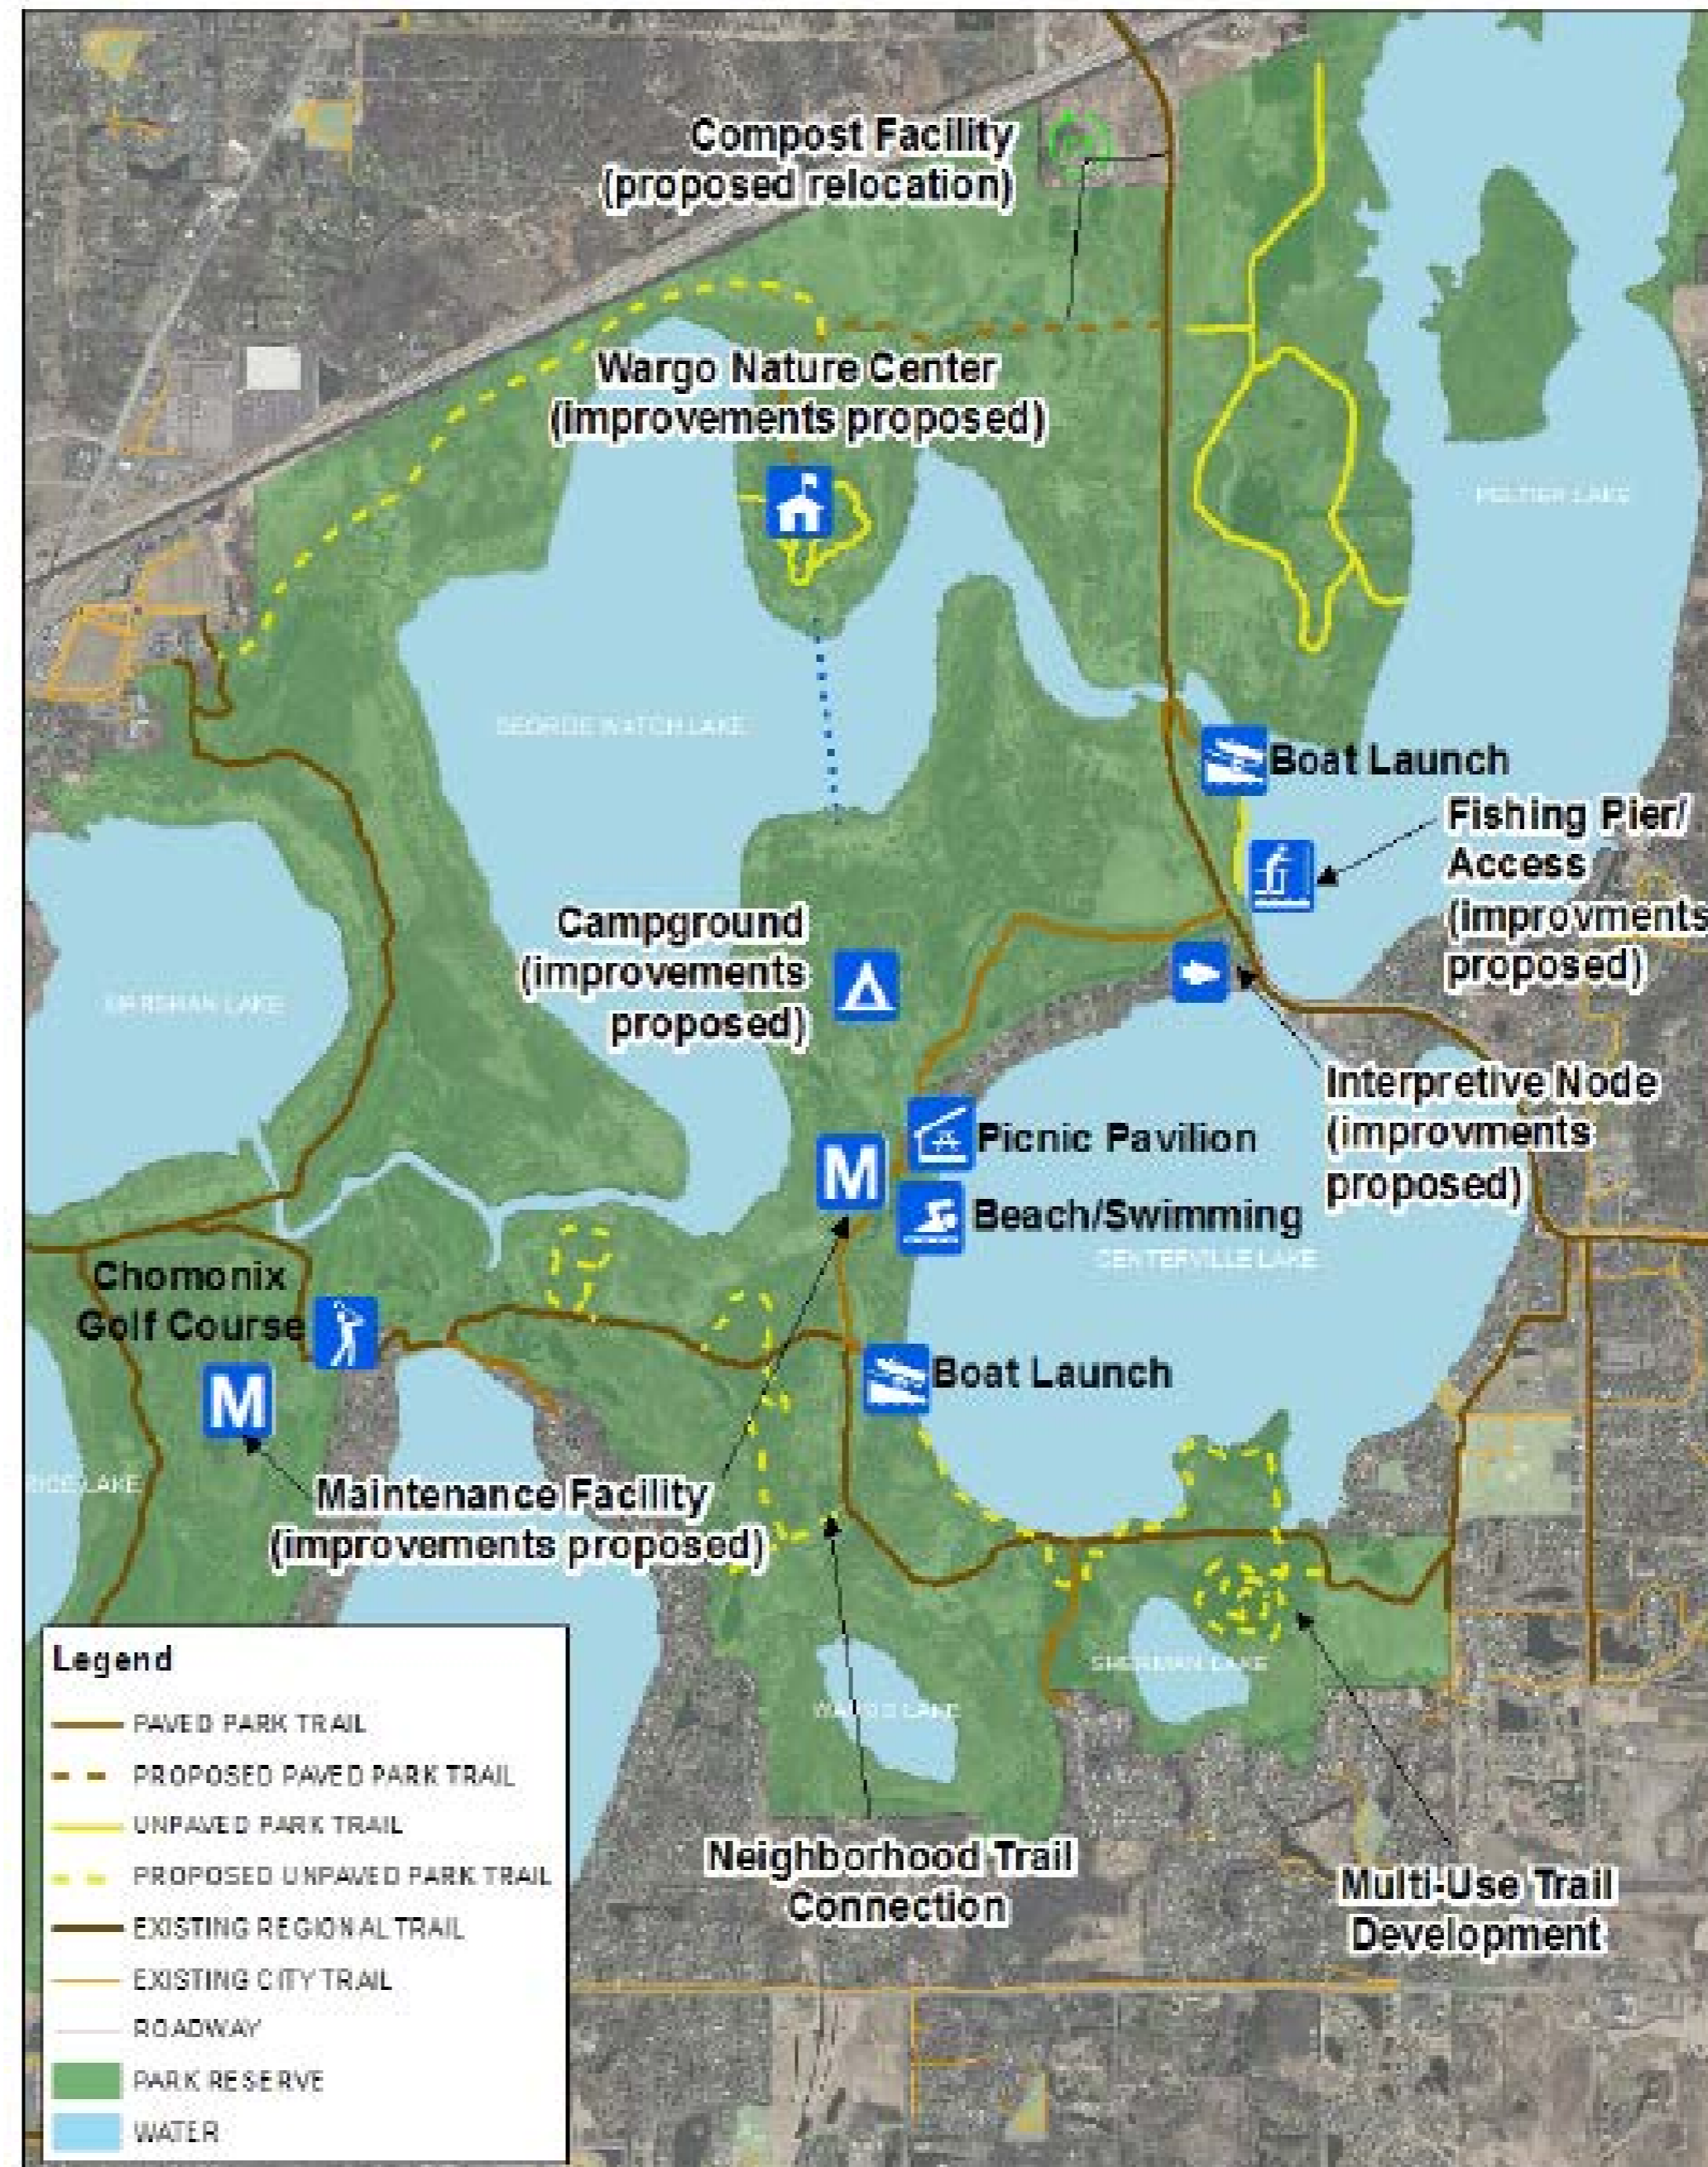 Compost Facility
(proposed relocation)
Wargo Nature Center
(improvements proposed)
PELTIER LAKE
GEORGE WATCH LAKE
Boat Launch
Fishing Pier/
Access
(improvments
proposed)
Campground
(improvements
proposed)
MARSHAN LAKE
Interpretive Node
(improvments
proposed)
Picnic Pavilion
M
Beach/Swimming
CENTERVILLE LAKE
Chomonix
Golf Course
Boat Launch
M
RICE LAKE
Maintenance Facility
(improvements proposed)
SHERMAN LAKE
LAKE
Neighborhood Trail
Connection
Multi-Use Trail
Development
Legend
PAVED PARK TRAIL
PROPOSED PAVED PARK TRAIL
UNPAVED PARK TRAIL
PROPOSED UNPAVED PARK TRAIL
EXISTING REGIONAL TRAIL
EXISTING CITY TRAIL
ROADWAY
PARK RESERVE
WATER